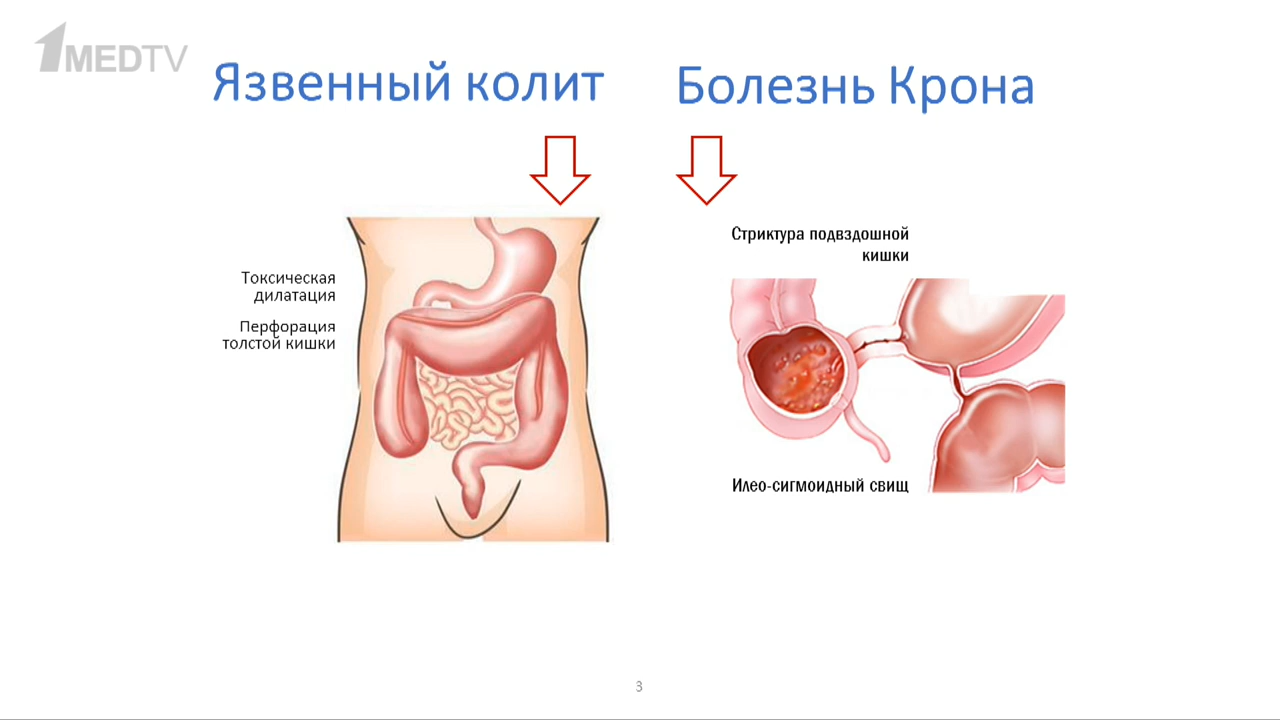 1MEDTV
Язвенный колит
Болезнь Крона
Токсическая
дилатация
Перфорация
толстой кишки
Стриктура подвздошной
кишки
Илео-сигмоидный свищ
3